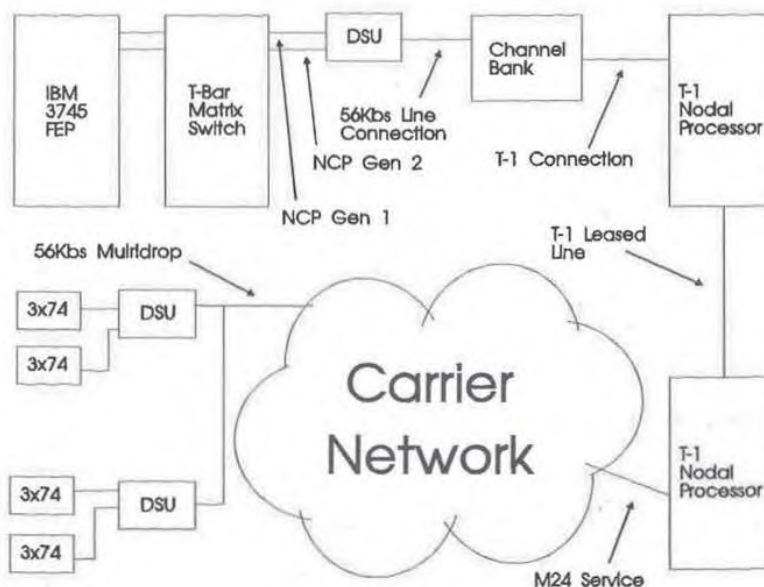 IBM
3745
FEP
T-Bar
Matrix
Switch
DSU
Channel
Bank
T-1
Nodal
Processor
56Kbs Line
Connection
NCP Gen 2
NCP Gen 1
T-1 Connection
56Kbs Multidrop
T-1 Leased
Line
3x74
3x74
DSU
Carrier
Network
T-1
Nodal
Processor
3x74
3x74
DSU
M24 Service